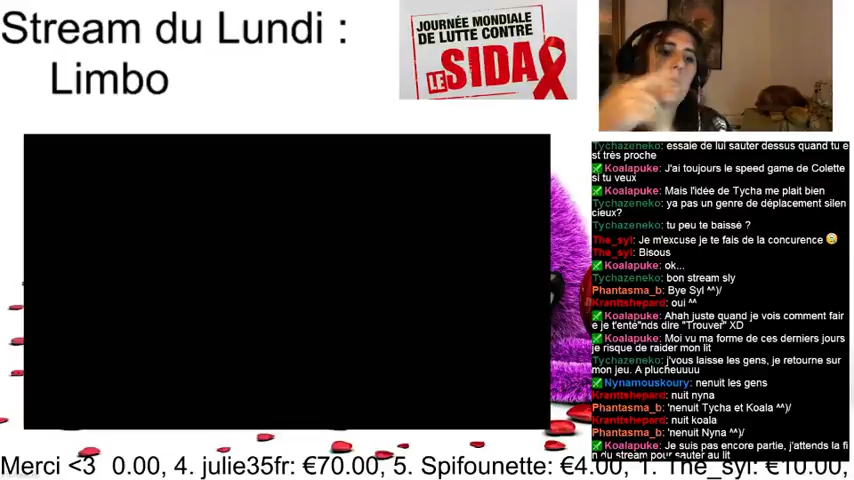 Stream du Lundi :
Limbo
JOURNÉE MONDIALE
DE LUTTE CONTRE
LE SIDA
Tychazeneko: essaie de lui sauter dessus quand tu e
st très proche
Koalapuke: J'ai toujours le speed game de Colette
si tu veux
Koalapuke: Mais l'idée de Tycha me plait bien
Tychazeneko: ya pas un genre de déplacement silen
cieux?
Tychazeneko: tu peu te baissé ?
The_syl: Je m'excuse je te fais de la concurence
The_syl: Bisous
Koalapuke: ok...
Tychazeneko: bon stream sly
Phantasma_b: Bye Syl ^^)/
Kranttshepard: oui ^^
Koalapuke: Ahah juste quand je vois comment fair
e je t'enté"nds dire "Trouver" XD
Koalapuke: Moi vu ma forme de ces derniers jours
je risque de raider mon lit
Tychazeneko: j'vous laisse les gens, je retourne sur
mon jeu. A plucheuuuu
Nynamouskoury: nenuit les gens
Kranttshepard: nuit nyna
Phantasma_b: 'nenuit Tycha et Koala ^^)/
Kranttshepard: nuit koala
Phantasma_b: 'nenuit Nyna ^^)/
Koalapuke: Je suis pas encore partie, j'attends la fi
n du stream pour sauter au lit
Merci <3 0.00, 4. julie35fr: €70.00, 5. Spifounette: €4.00, 1. The_syl: €10.00,